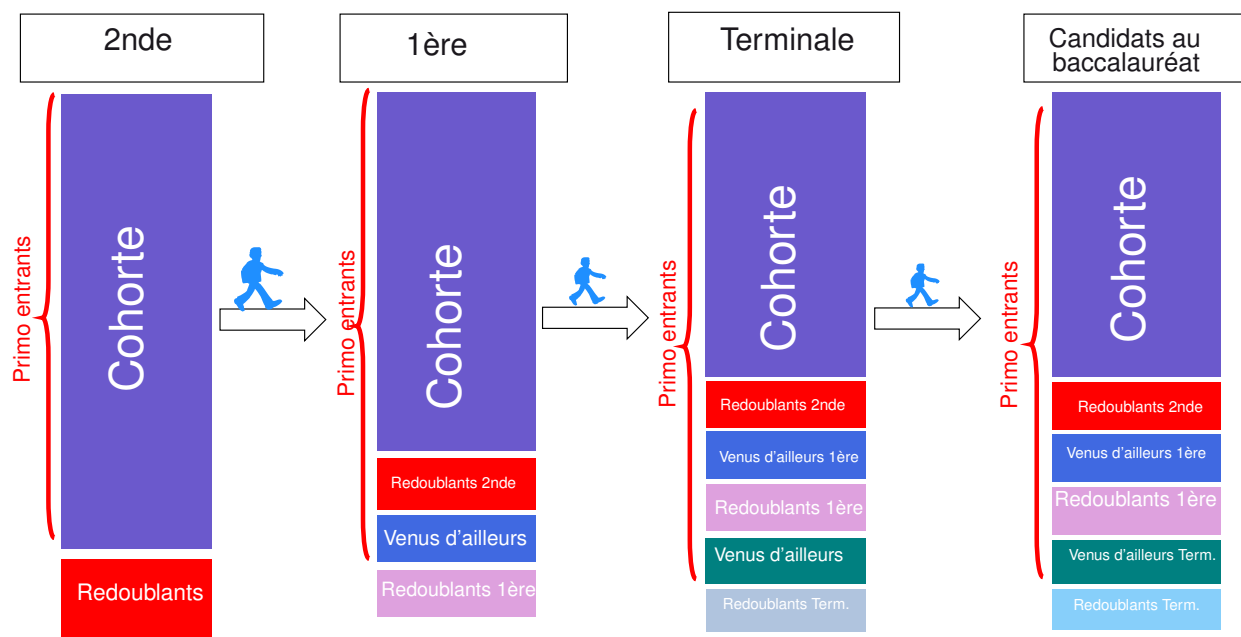 2nde
1ère
Terminale
Candidats au
baccalauréat
Primo entrants
Cohorte
Redoublants
Primo entrants
Cohorte
Redoublants 2nde
Venus d’ailleurs
Redoublants 1ère
Primo entrants
Cohorte
Redoublants 2nde
Venus d'ailleurs 1ère
Redoublants 1ère
Venus d’ailleurs
Redoublants Term.
Primo entrants
Cohorte
Redoublants 2nde
Venus d'ailleurs 1ère
Redoublants 1ère
Venus d'ailleurs Term.
Redoublants Term.